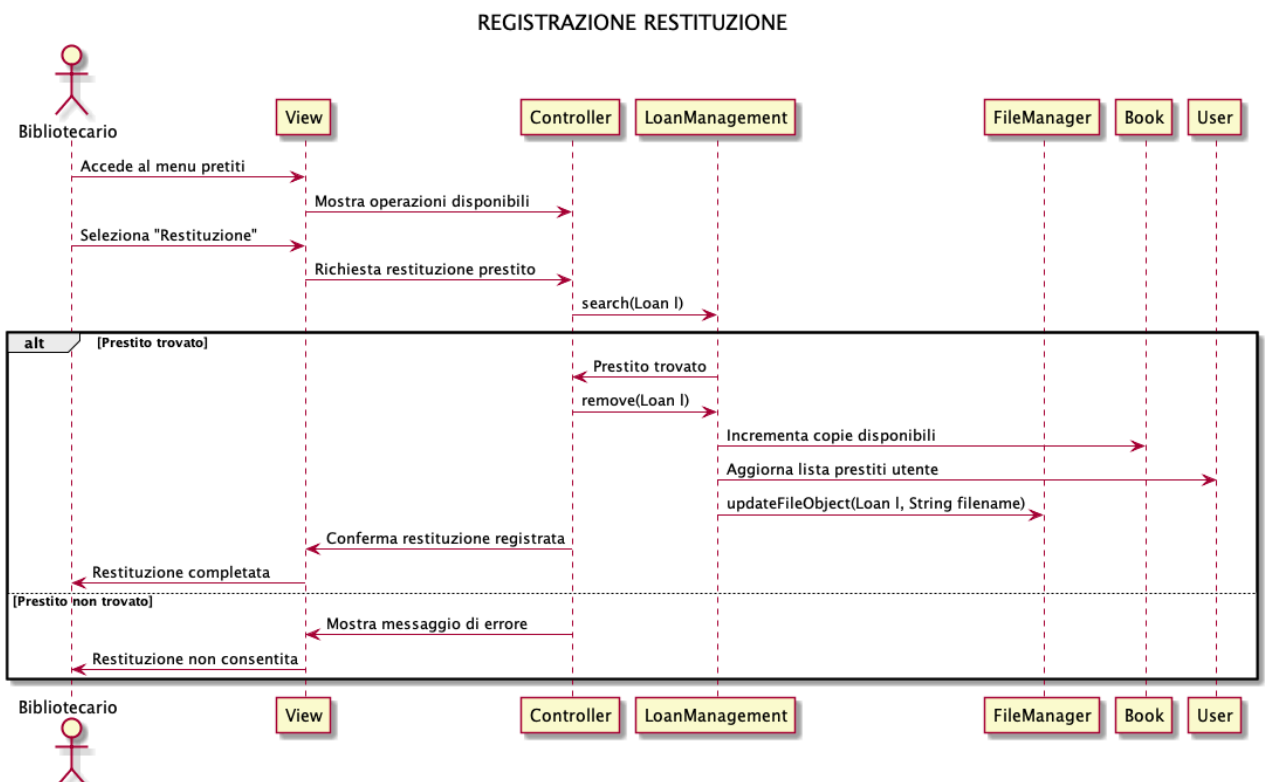 REGISTRAZIONE RESTITUZIONE
Bibliotecario
View
Controller
LoanManagement
FileManager
Book
User
Accede al menu pretiti
Mostra operazioni disponibili
Seleziona "Restituzione"
Richiesta restituzione prestito
search(Loan l)
alt
[Prestito trovato]
Prestito trovato
remove(Loan l)
Incrementa copie disponibili
Aggiorna lista prestiti utente
updateFileObject(Loan l, String filename)
Conferma restituzione registrata
Restituzione completata
[Prestito non trovato]
Mostra messaggio di errore
Restituzione non consentita
Bibliotecario
View
Controller
LoanManagement
FileManager
Book
User